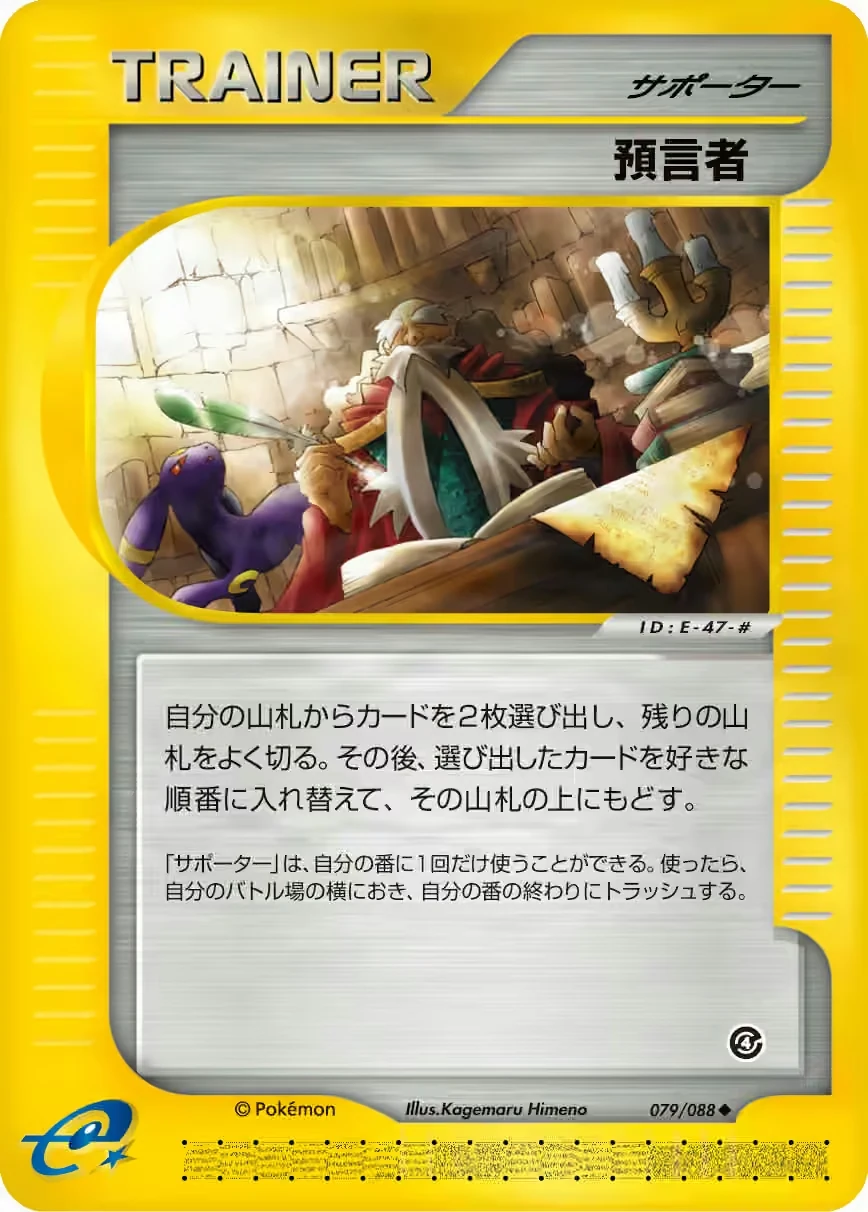 TRAINER
サポーター
預言者
ID:E-47-#
自分の山札からカードを2枚選び出し、残りの山
札をよく切る。その後、選び出したカードを好きな
順番に入れ替えて、その山札の上にもどす。
「サポーター」は、自分の番に1回だけ使うことができる。使ったら、
自分のバトル場の横におき、自分の番の終わりにトラッシュする。
4
© Pokémon
Illus.Kagemaru Himeno
079/088◆
e